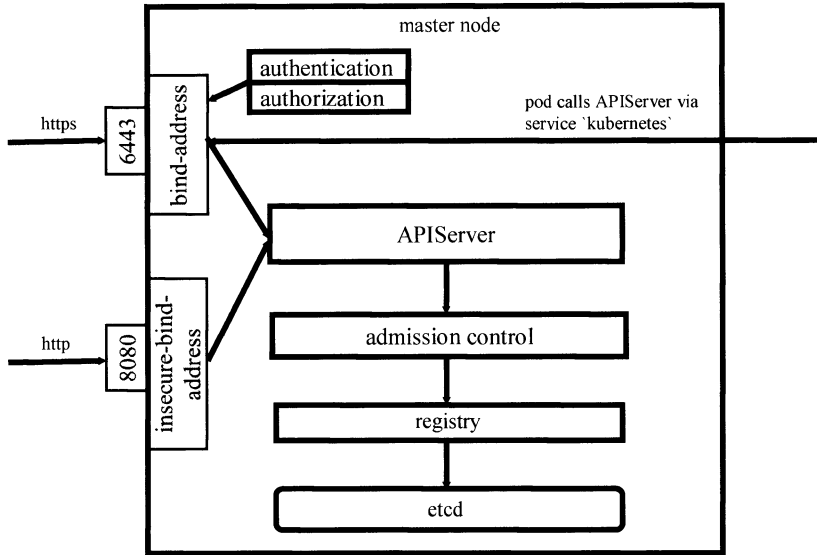 master node
authentication
authorization
pod calls APIServer via
service `kubernetes`
https
6443
bind-address
APIServer
http
8080
insecure-bind-
address
admission control
registry
etcd